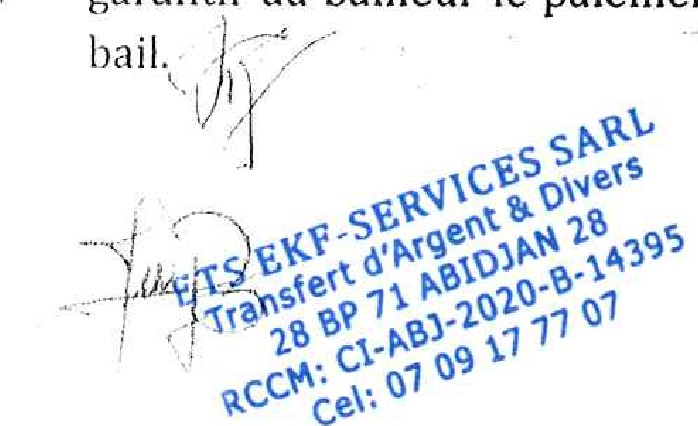 garantir au bailleur le paiemen
bail.
ETS EKF-SERVICES SARL
Transfert d'Argent & Divers
28 BP 71 ABIDJAN 28
RCCM: CI-ABJ-2020-B-14395
Cel: 07 09 17 77 07